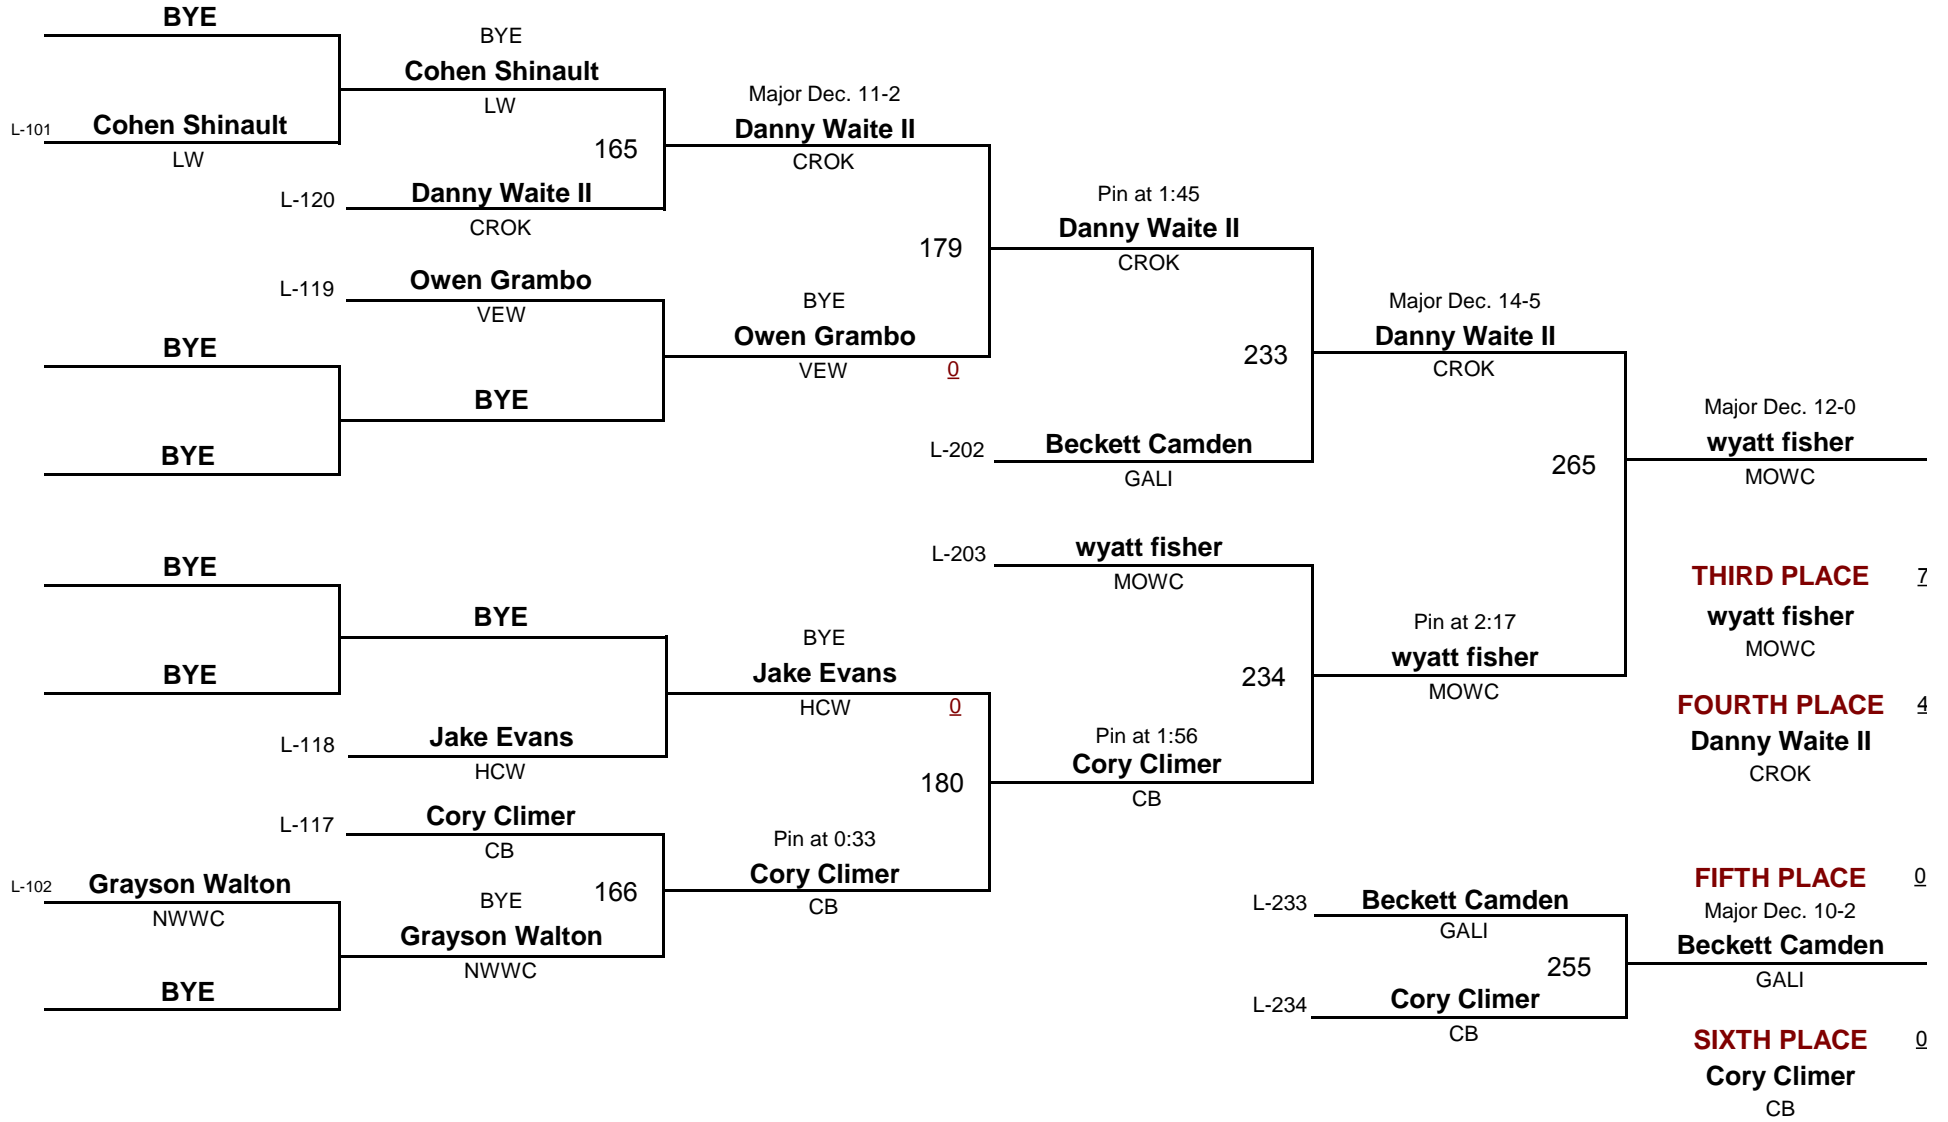 BYE
BYE
Cohen Shinault
LW
L-101
Cohen Shinault
LW
165
Major Dec. 11-2
Danny Waite II
CROK
L-120
Danny Waite II
CROK
179
Pin at 1:45
Danny Waite II
CROK
L-119
Owen Grambo
VEW
BYE
Owen Grambo
VEW
0
BYE
BYE
BYE
233
Major Dec. 14-5
Danny Waite II
CROK
L-202
Beckett Camden
GALI
265
Major Dec. 12-0
wyatt fisher
MOWC
L-203
wyatt fisher
MOWC
BYE
BYE
BYE
BYE
Jake Evans
HCW
0
234
Pin at 2:17
wyatt fisher
MOWC
THIRD PLACE 7
wyatt fisher
MOWC
FOURTH PLACE 4
Danny Waite II
CROK
L-118
Jake Evans
HCW
180
Pin at 1:56
Cory Climer
CB
L-117
Cory Climer
CB
166
Pin at 0:33
Cory Climer
CB
L-102
Grayson Walton
NWWC
BYE
Grayson Walton
NWWC
BYE
L-233
Beckett Camden
GALI
255
L-234
Cory Climer
CB
FIFTH PLACE 0
Major Dec. 10-2
Beckett Camden
GALI
SIXTH PLACE 0
Cory Climer
CB